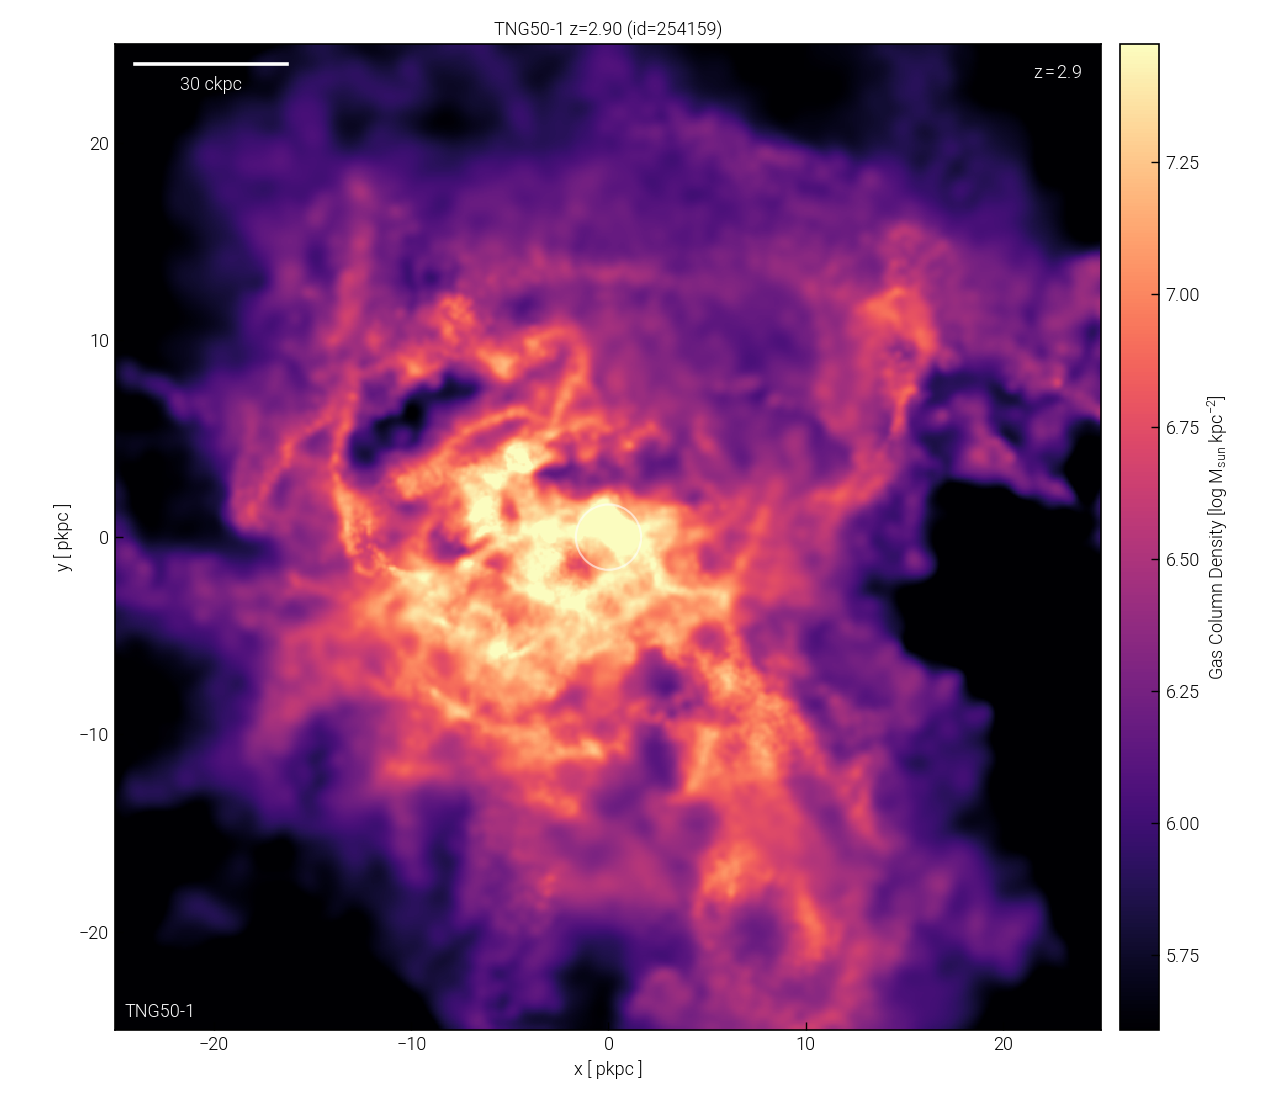 TNG50-1 z=2.90 (id=254159)
30 ckpc
z=2.9
20
10
0
−10
−20
y [ pkpc ]
TNG50-1
−20
−10
0
10
20
x [ pkpc ]
7.25
7.00
6.75
6.50
6.25
6.00
5.75
Gas Column Density [log M_sun kpc^−2]